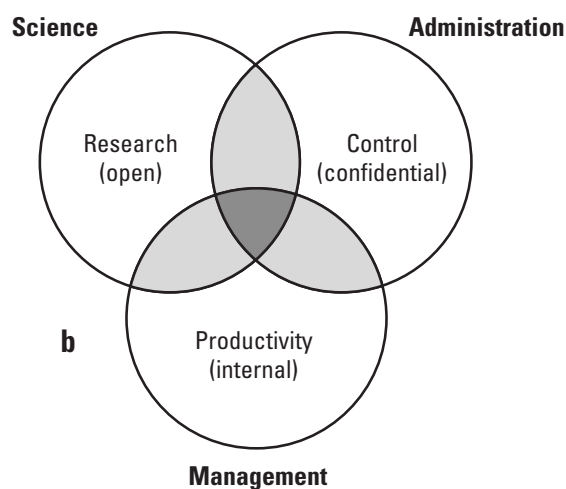 Science
Administration
Research
(open)
Control
(confidential)
b
Productivity
(internal)
Management